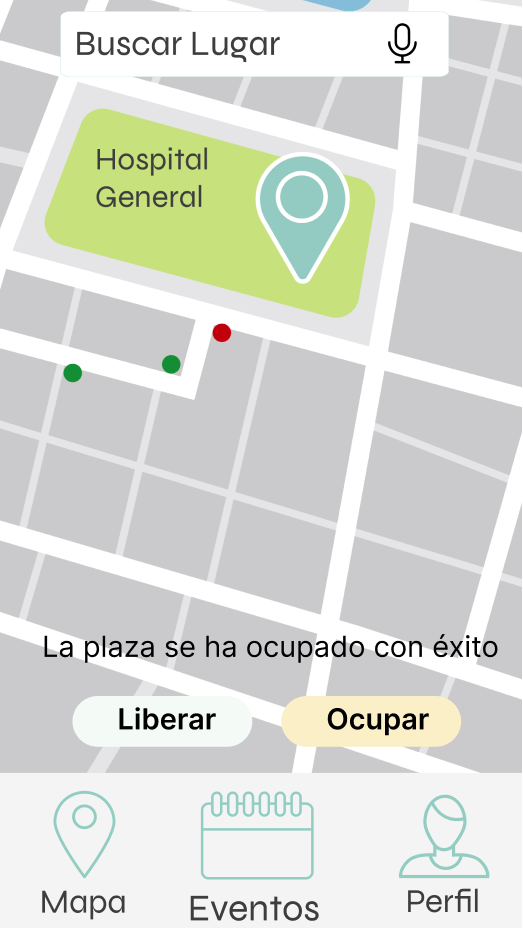 Buscar Lugar
Hospital
General
La plaza se ha ocupado con éxito
Liberar
Ocupar
Mapa
Eventos
Perfil